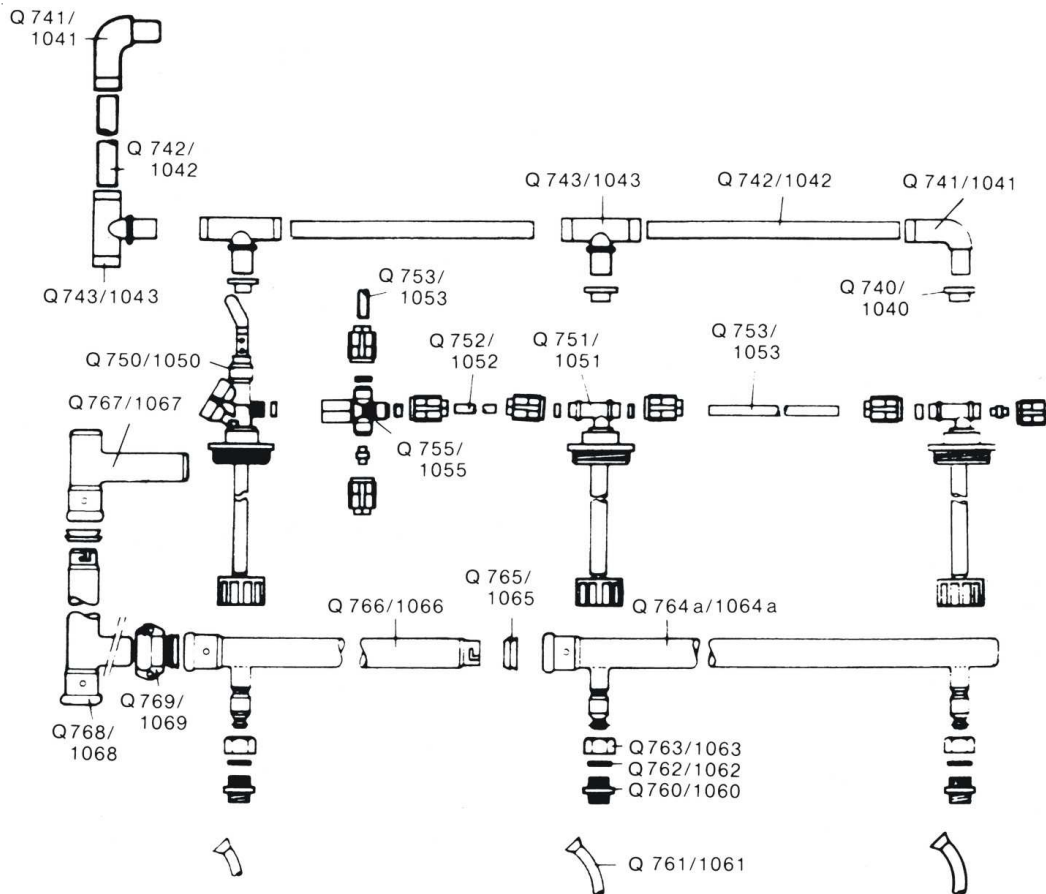 Q 741/
1041
Q 742/
1042
Q 743/1043
Q 743/1043
Q 742/1042
Q 741/1041
Q 753/
1053
Q 740/
1040
Q 750/1050
Q 752/
1052
Q 751/
1051
Q 753/
1053
Q 767/1067
Q 755/
1055
Q 766/1066
Q 765/
1065
Q 764a/1064a
Q 769/
1069
Q 768/
1068
Q 763/1063
Q 762/1062
Q 760/1060
Q 761/1061